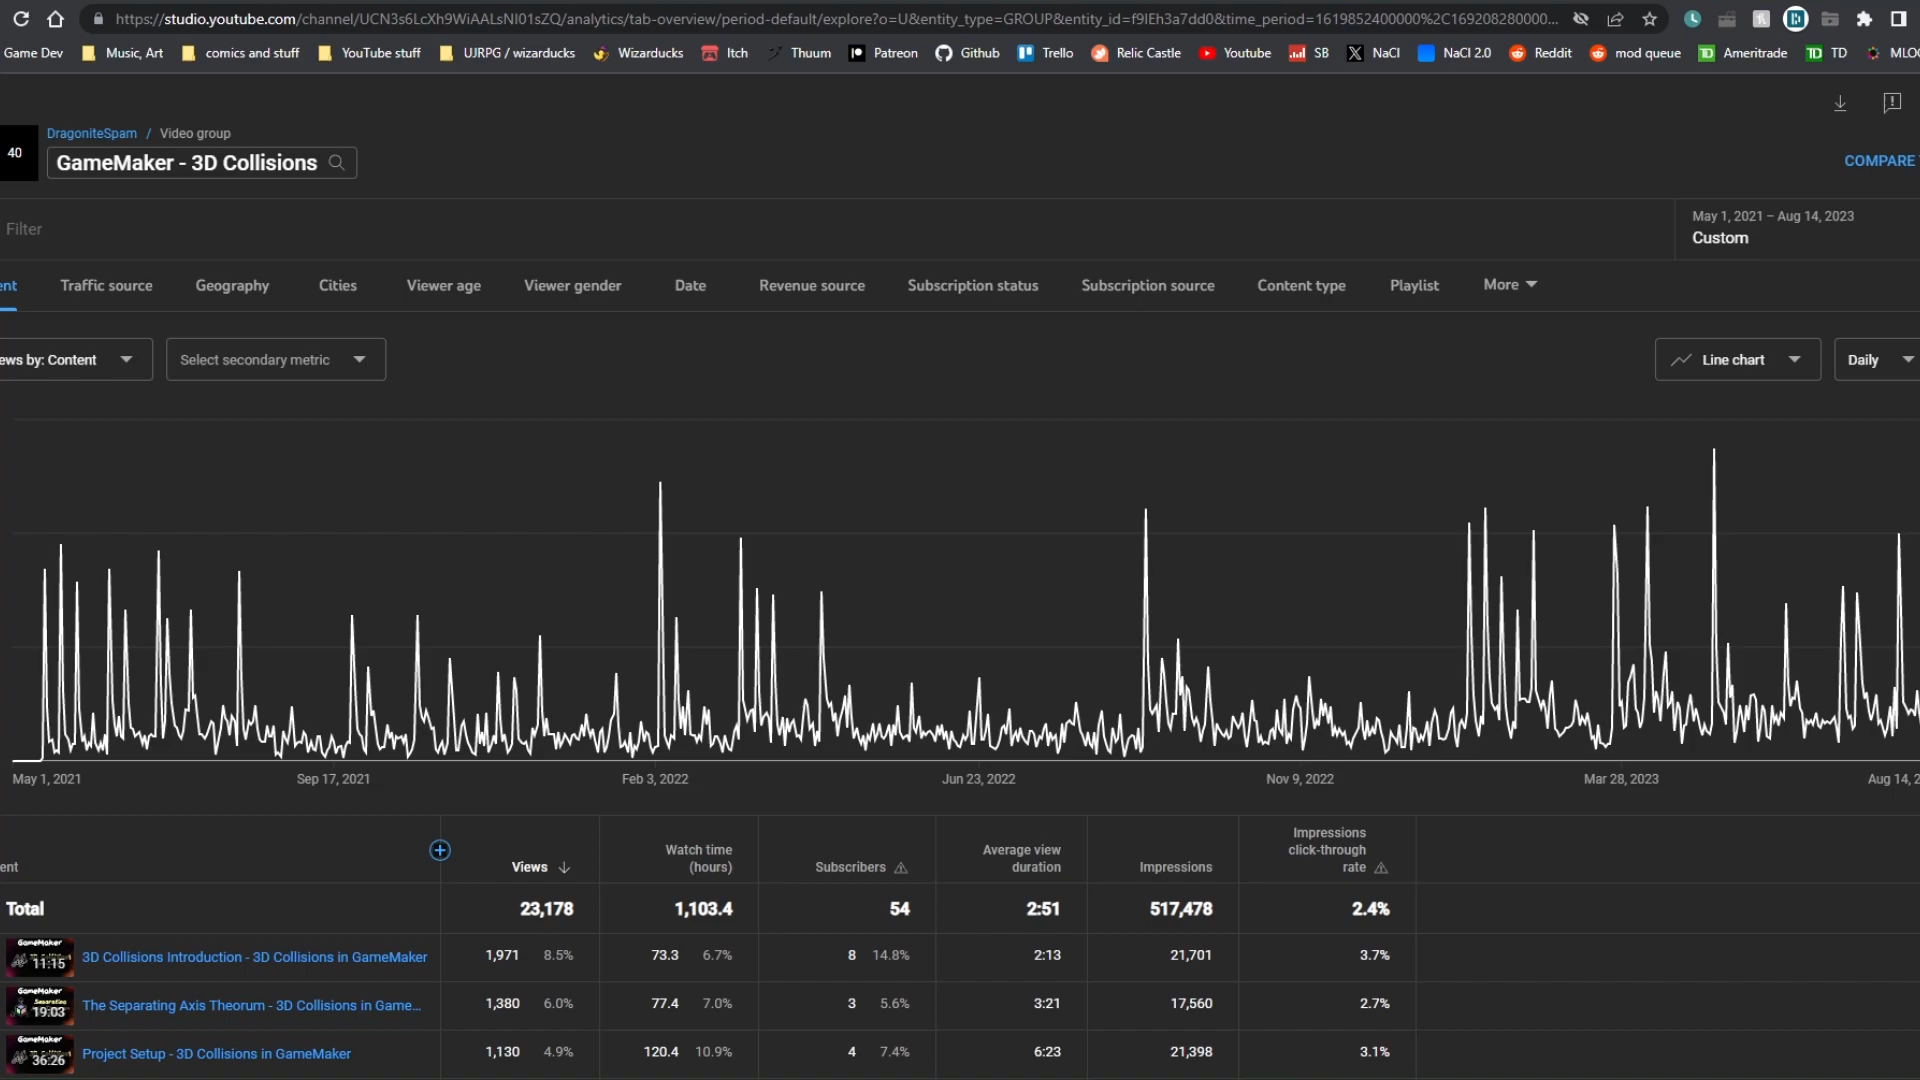 https://studio.youtube.com/channel/UCN3s6LcXh9WiAALsNI01sZQ/analytics/tab-overview/period-default/explore?o=U&entity_type=GROUP&entity_id=f9IEh3a7dd0&time_period=1619852400000%2C169208280000...
Game Dev Music, Art comics and stuff YouTube stuff UJRPG / wizarducks Wizarducks Itch Thuum Patreon Github Trello Relic Castle Youtube SB NaCl NaCl 2.0 Reddit mod queue Ameritrade TD MLO
DragoniteSpam / Video group
40
GameMaker - 3D Collisions
COMPARE
Filter
May 1, 2021 – Aug 14, 2023
Custom
ent Traffic source Geography Cities Viewer age Viewer gender Date Revenue source Subscription status Subscription source Content type Playlist More
ews by: Content Select secondary metric Line chart Daily
May 1, 2021 Sep 17, 2021 Feb 3, 2022 Jun 23, 2022 Nov 9, 2022 Mar 28, 2023 Aug 14, 2
ent Views Watch time (hours) Subscribers Average view duration Impressions Impressions click-through rate
Total 23,178 1,103.4 54 2:51 517,478 2.4%
GameMaker 11:15 3D Collisions Introduction - 3D Collisions in GameMaker 1,971 8.5% 73.3 6.7% 8 14.8% 2:13 21,701 3.7%
GameMaker Separating 19:03 The Separating Axis Theorum - 3D Collisions in Game... 1,380 6.0% 77.4 7.0% 3 5.6% 3:21 17,560 2.7%
GameMaker 36:26 Project Setup - 3D Collisions in GameMaker 1,130 4.9% 120.4 10.9% 4 7.4% 6:23 21,398 3.1%